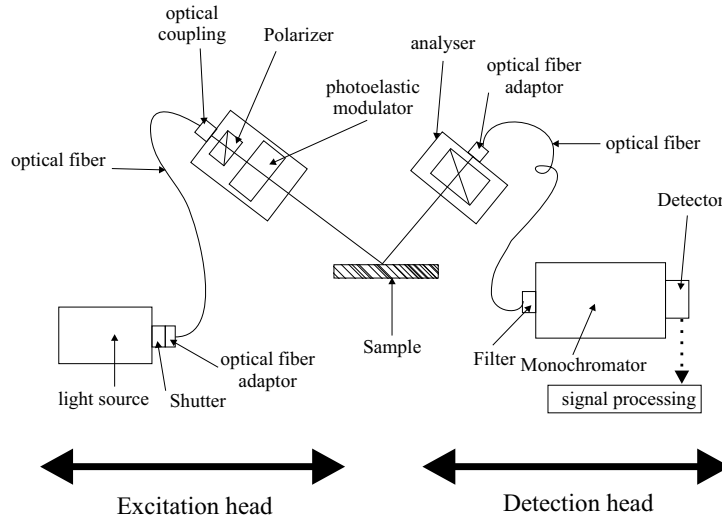 optical
coupling
Polarizer
photoelastic
modulator
analyser
optical fiber
adaptor
optical fiber
optical fiber
Detector
Sample
Filter
Monochromator
optical fiber
adaptor
light source
Shutter
signal processing
Excitation head
Detection head